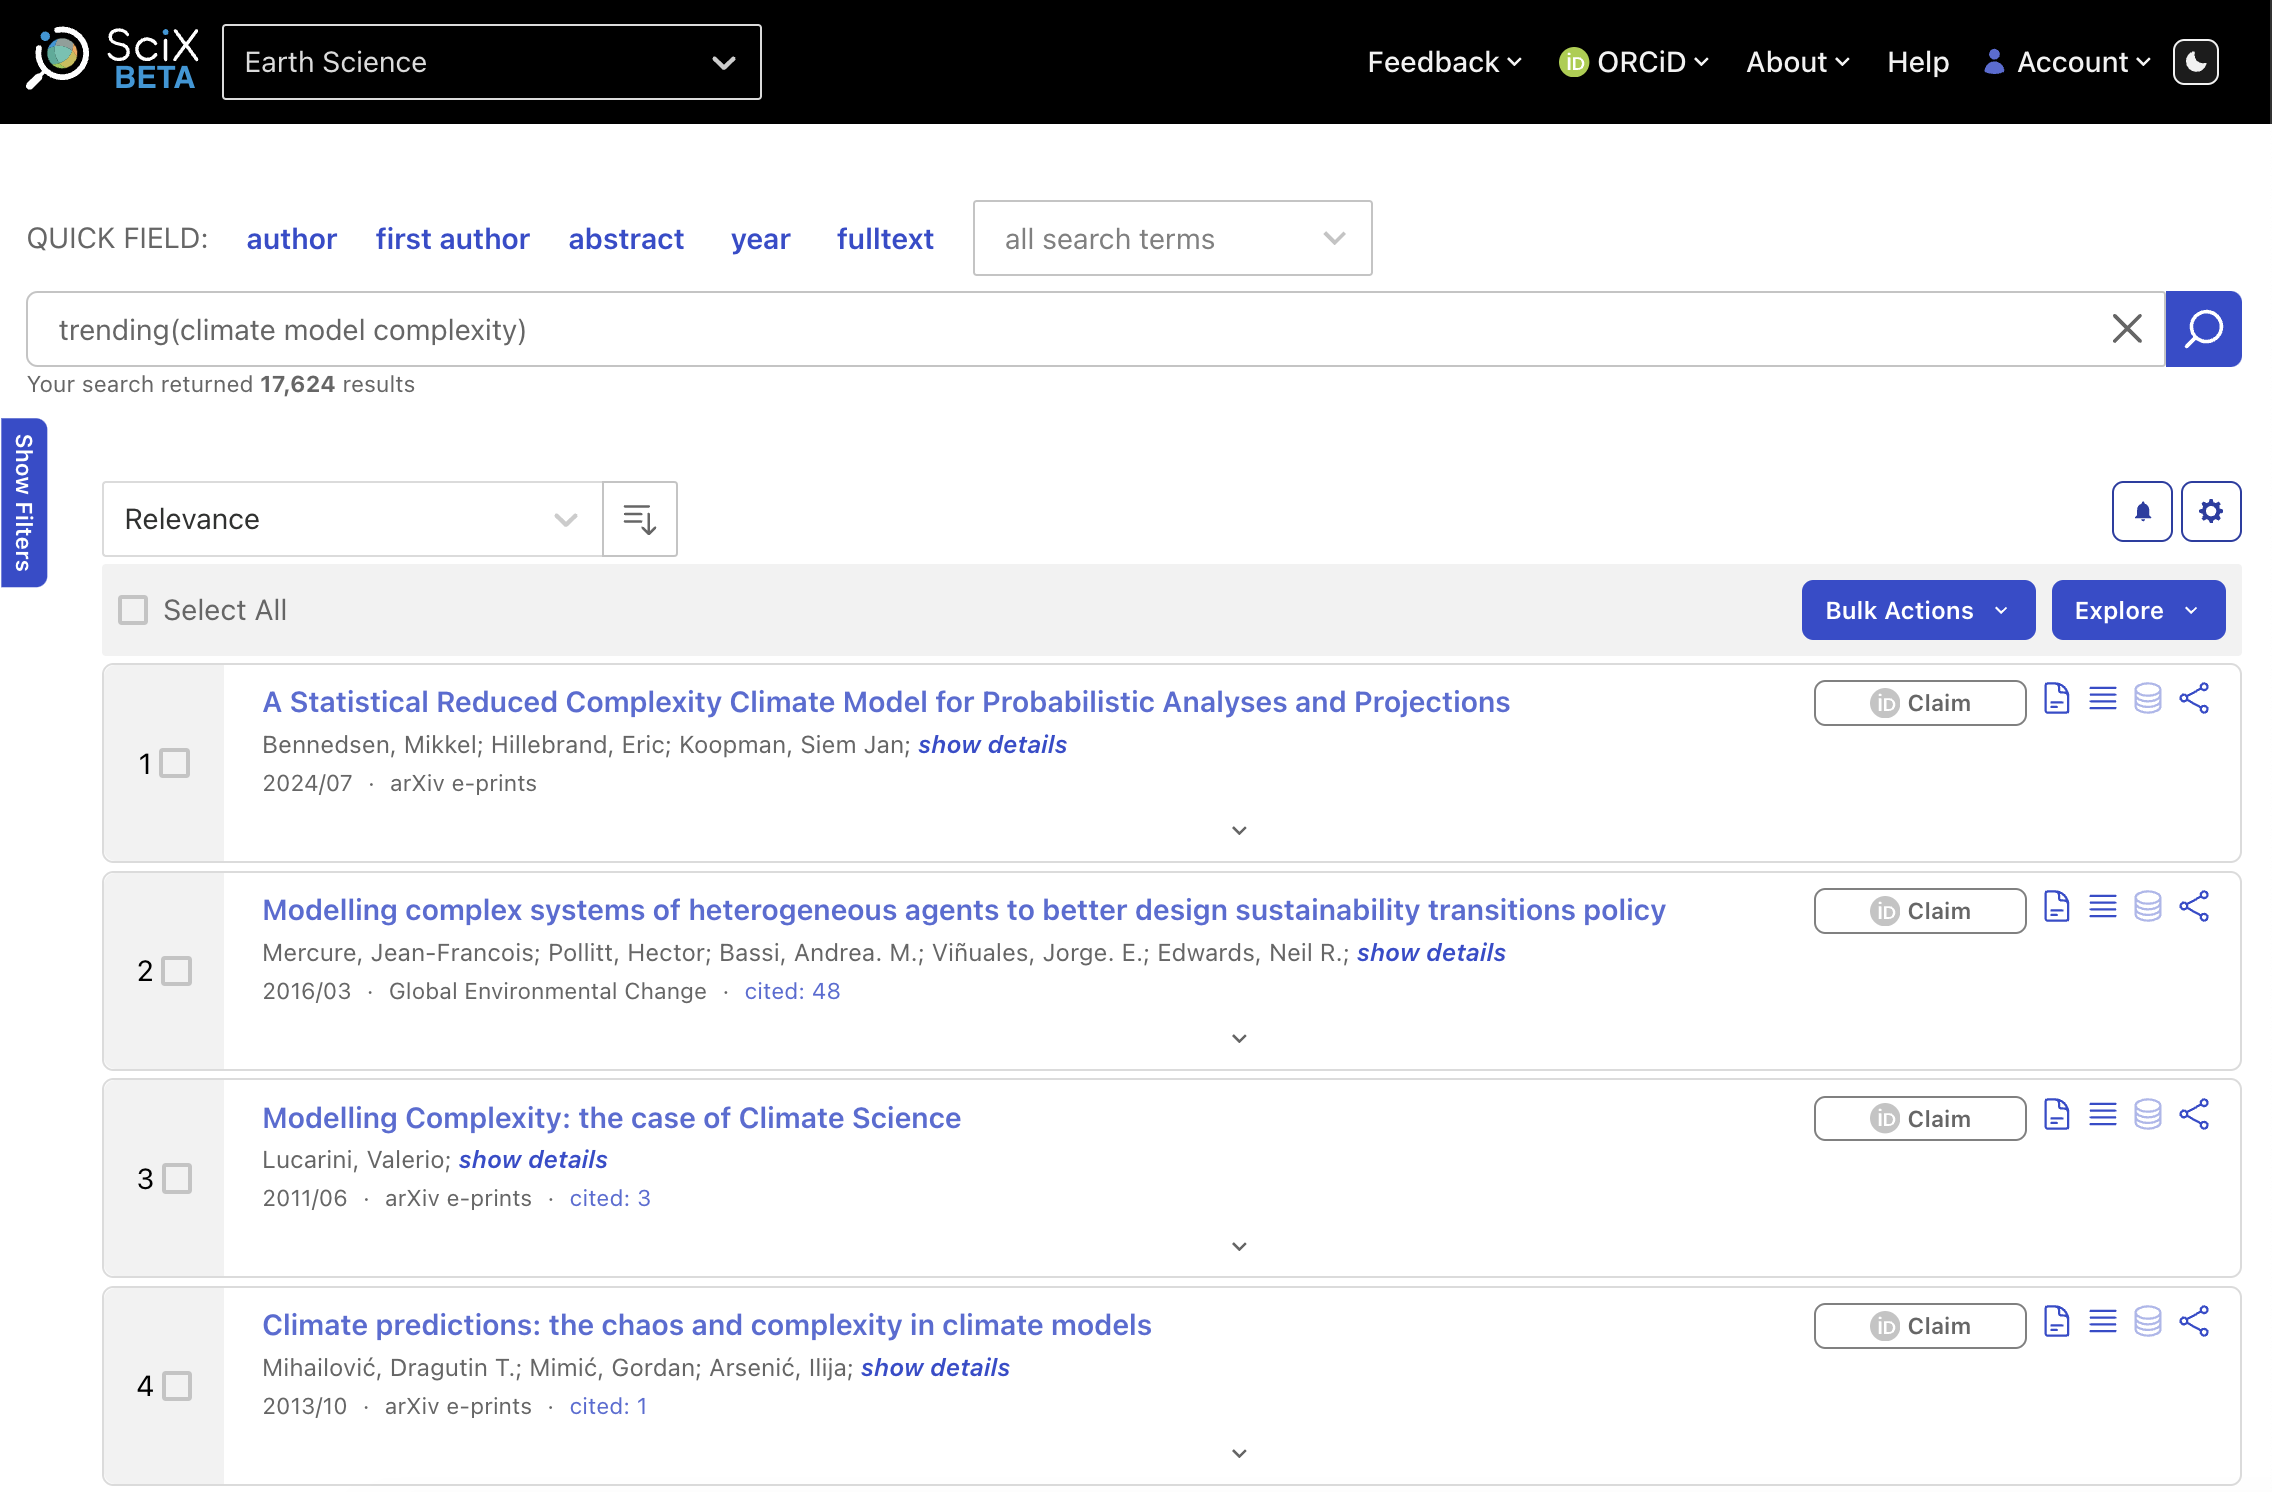 SciX
BETA
Earth Science
Feedback
iD ORCiD
About
Help
Account
QUICK FIELD: author first author abstract year fulltext all search terms
trending(climate model complexity)
Your search returned 17,624 results
Show Filters
Relevance
Select All
Bulk Actions
Explore
1
A Statistical Reduced Complexity Climate Model for Probabilistic Analyses and Projections
iD Claim
Bennedsen, Mikkel; Hillebrand, Eric; Koopman, Siem Jan; show details
2024/07 · arXiv e-prints
2
Modelling complex systems of heterogeneous agents to better design sustainability transitions policy
iD Claim
Mercure, Jean-Francois; Pollitt, Hector; Bassi, Andrea. M.; Viñuales, Jorge. E.; Edwards, Neil R.; show details
2016/03 · Global Environmental Change · cited: 48
3
Modelling Complexity: the case of Climate Science
iD Claim
Lucarini, Valerio; show details
2011/06 · arXiv e-prints · cited: 3
4
Climate predictions: the chaos and complexity in climate models
iD Claim
Mihailović, Dragutin T.; Mimić, Gordan; Arsenić, Ilija; show details
2013/10 · arXiv e-prints · cited: 1